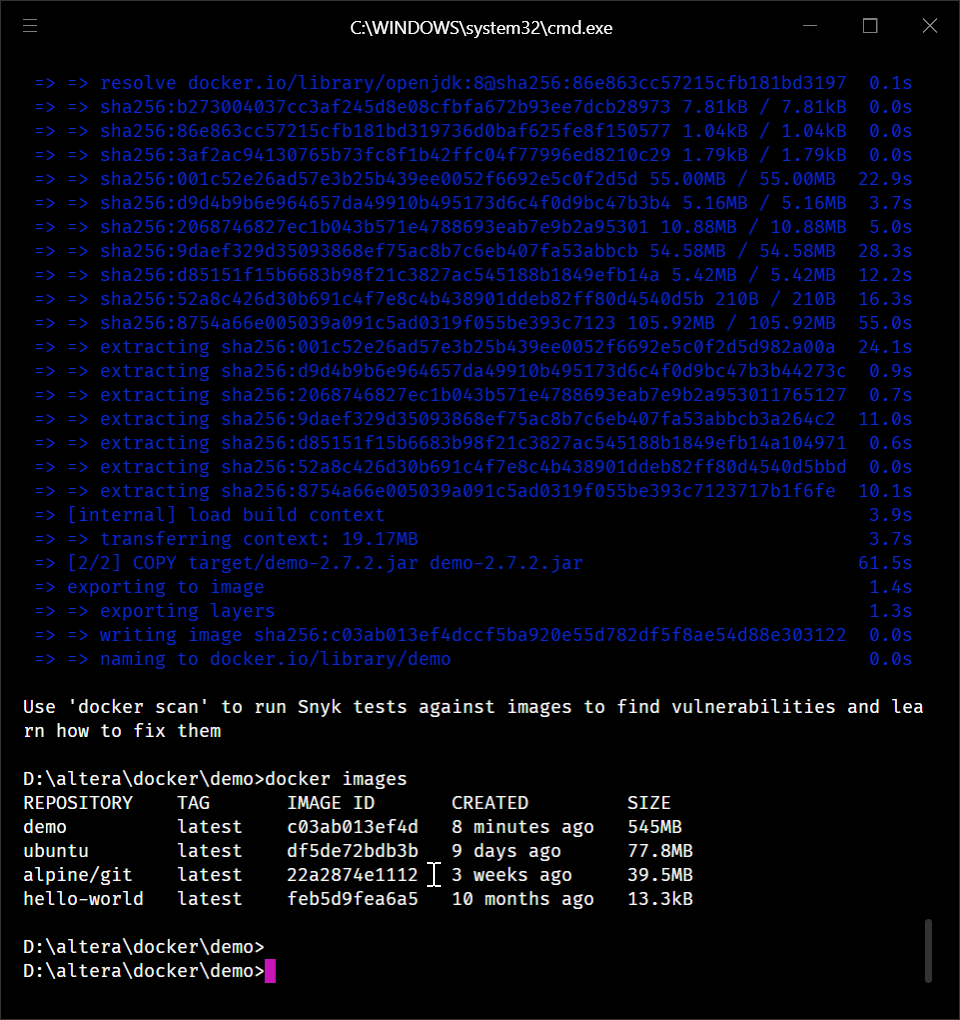 C:\WINDOWS\system32\cmd.exe
=> => resolve docker.io/library/openjdk:8@sha256:86e863cc57215cfb181bd3197 0.1s
=> => sha256:b273004037cc3af245d8e08cfbfa672b93ee7dcb28973 7.81kB / 7.81kB 0.0s
=> => sha256:86e863cc57215cfb181bd319736d0baf625fe8f150577 1.04kB / 1.04kB 0.0s
=> => sha256:3af2ac94130765b73fc8f1b42ffc04f77996ed8210c29 1.79kB / 1.79kB 0.0s
=> => sha256:001c52e26ad57e3b25b439ee0052f6692e5c0f2d5d 55.00MB / 55.00MB 22.9s
=> => sha256:d9d4b9b6e964657da49910b495173d6c4f0d9bc47b3b4 5.16MB / 5.16MB 3.7s
=> => sha256:2068746827ec1b043b571e4788693eab7e9b2a95301 10.88MB / 10.88MB 5.0s
=> => sha256:9daef329d35093868ef75ac8b7c6eb407fa53abbcb 54.58MB / 54.58MB 28.3s
=> => sha256:d85151f15b6683b98f21c3827ac545188b1849efb14a 5.42MB / 5.42MB 12.2s
=> => sha256:52a8c426d30b691c4f7e8c4b438901ddeb82ff80d4540d5b 210B / 210B 16.3s
=> => sha256:8754a66e005039a091c5ad0319f055be393c7123 105.92MB / 105.92MB 55.0s
=> => extracting sha256:001c52e26ad57e3b25b439ee0052f6692e5c0f2d5d982a00a 24.1s
=> => extracting sha256:d9d4b9b6e964657da49910b495173d6c4f0d9bc47b3b44273c 0.9s
=> => extracting sha256:2068746827ec1b043b571e4788693eab7e9b2a953011765127 0.7s
=> => extracting sha256:9daef329d35093868ef75ac8b7c6eb407fa53abbcb3a264c2 11.0s
=> => extracting sha256:d85151f15b6683b98f21c3827ac545188b1849efb14a104971 0.6s
=> => extracting sha256:52a8c426d30b691c4f7e8c4b438901ddeb82ff80d4540d5bbd 0.0s
=> => extracting sha256:8754a66e005039a091c5ad0319f055be393c7123717b1f6fe 10.1s
=> [internal] load build context 3.9s
=> => transferring context: 19.17MB 3.7s
=> [2/2] COPY target/demo-2.7.2.jar demo-2.7.2.jar 61.5s
=> exporting to image 1.4s
=> => exporting layers 1.3s
=> => writing image sha256:c03ab013ef4dccf5ba920e55d782df5f8ae54d88e303122 0.0s
=> => naming to docker.io/library/demo 0.0s
Use 'docker scan' to run Snyk tests against images to find vulnerabilities and lea
rn how to fix them
D:\altera\docker\demo>docker images
REPOSITORY TAG IMAGE ID CREATED SIZE
demo latest c03ab013ef4d 8 minutes ago 545MB
ubuntu latest df5de72bdb3b 9 days ago 77.8MB
alpine/git latest 22a2874e1112 3 weeks ago 39.5MB
hello-world latest feb5d9fea6a5 10 months ago 13.3kB
D:\altera\docker\demo>
D:\altera\docker\demo>